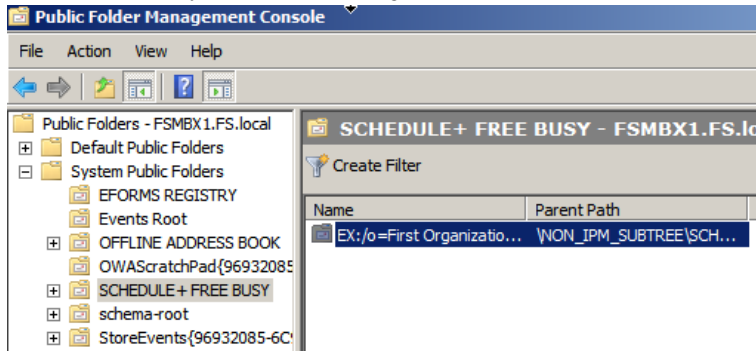 Public Folder Management Console
File Action View Help
Public Folders - FSMBX1.FS.local
Default Public Folders
System Public Folders
EFORMS REGISTRY
Events Root
OFFLINE ADDRESS BOOK
OWAScratchPad{96932085
SCHEDULE+ FREE BUSY
schema-root
StoreEvents{96932085-6C
SCHEDULE+ FREE BUSY - FSMBX1.FS.lo
Create Filter
Name Parent Path
EX:/o=First Organizatio... \NON_IPM_SUBTREE\SCH...